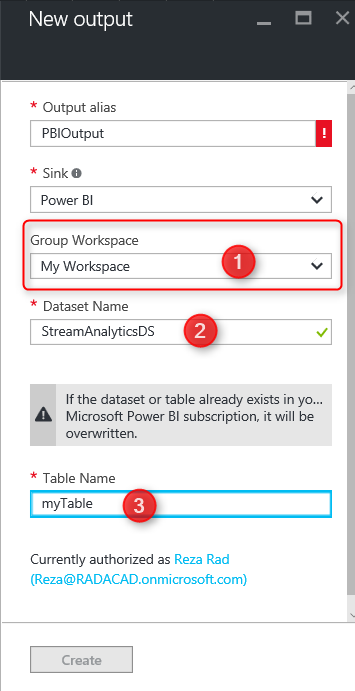 New output
* Output alias
PBIOutput
!
* Sink
Power BI
Group Workspace
My Workspace
1
* Dataset Name
StreamAnalyticsDS
2
If the dataset or table already exists in yo...
Microsoft Power BI subscription, it will be
overwritten.
* Table Name
myTable
3
Currently authorized as Reza Rad
(Reza@RADACAD.onmicrosoft.com)
Create